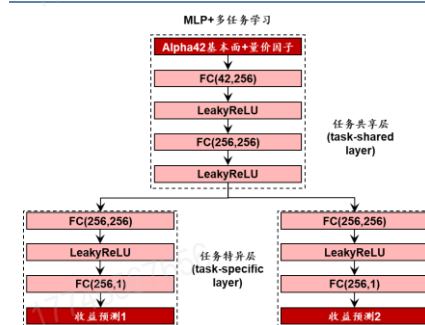 MLP+多任务学习
Alpha42基本面+量价因子
FC(42,256)
LeakyReLU
FC(256,256)
LeakyReLU
任务共享层
(task-shared
layer)
FC(256,256)
LeakyReLU
FC(256,1)
收益预测1
任务特异层
(task-specific
layer)
FC(256,256)
LeakyReLU
FC(256,1)
收益预测2